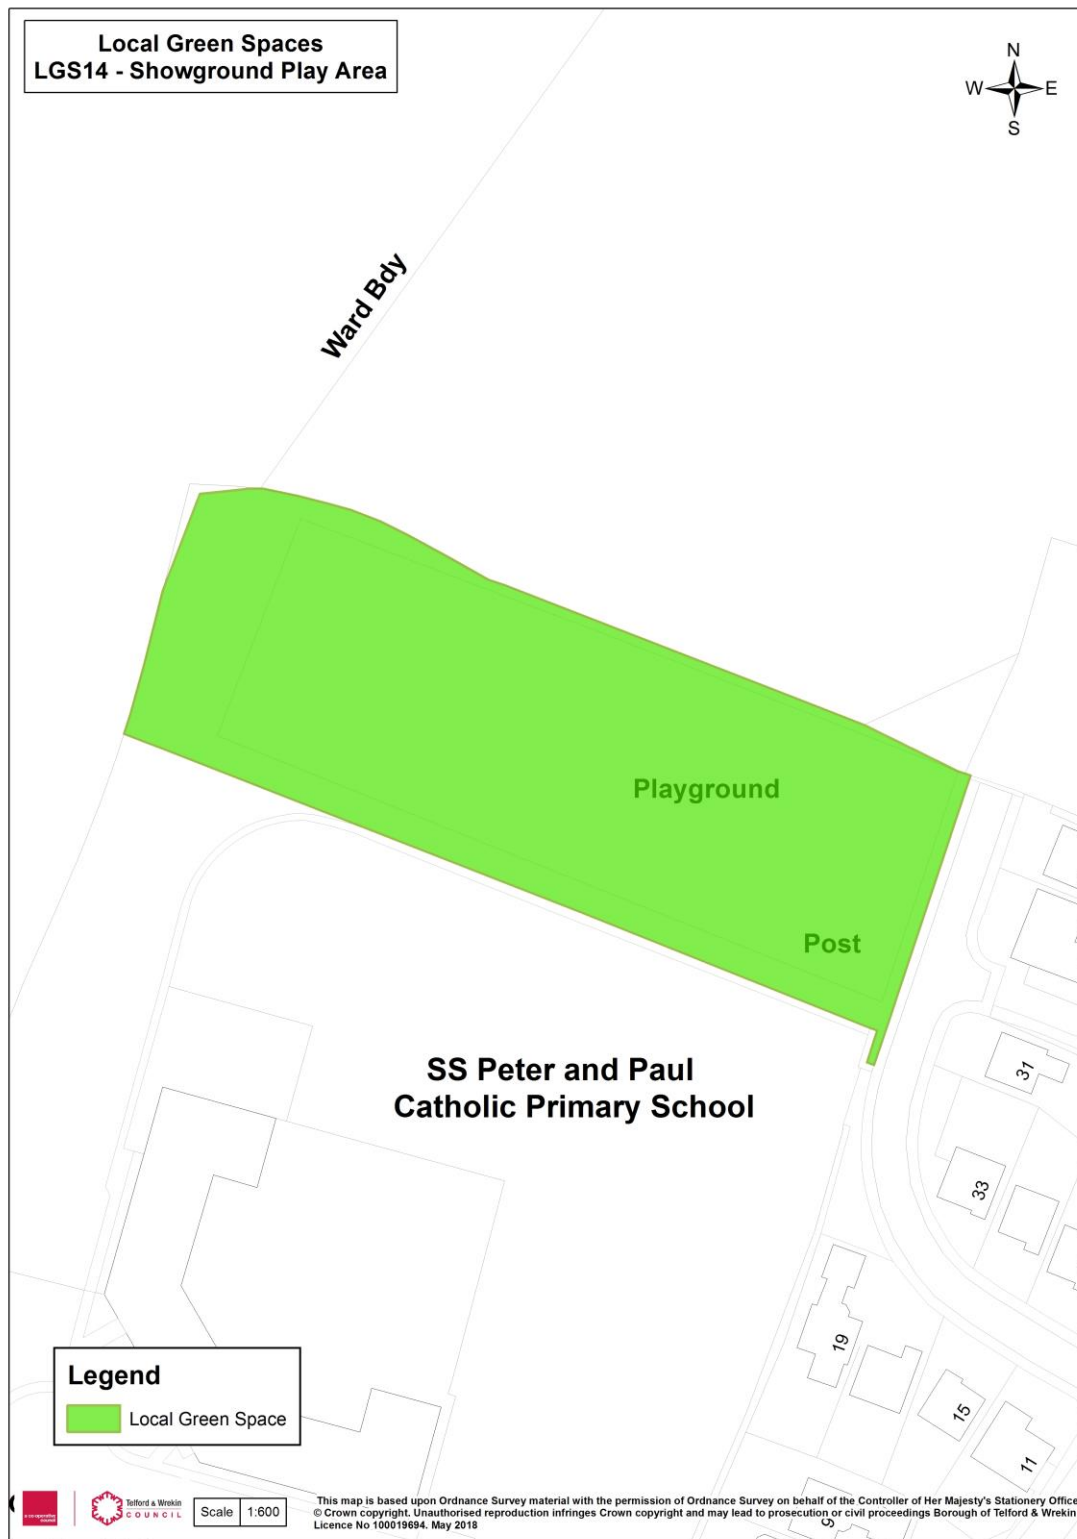 Local Green Spaces
LGS14 - Showground Play Area
N
W E
S
Ward Bdy
Playground
Post
SS Peter and Paul
Catholic Primary School
31
33
19
15
11
9
Legend
Local Green Space
a co-operative
council
Telford & Wrekin
COUNCIL
Scale 1:600
This map is based upon Ordnance Survey material with the permission of Ordnance Survey on behalf of the Controller of Her Majesty's Stationery Office
© Crown copyright. Unauthorised reproduction infringes Crown copyright and may lead to prosecution or civil proceedings Borough of Telford & Wrekin
Licence No 100019694. May 2018